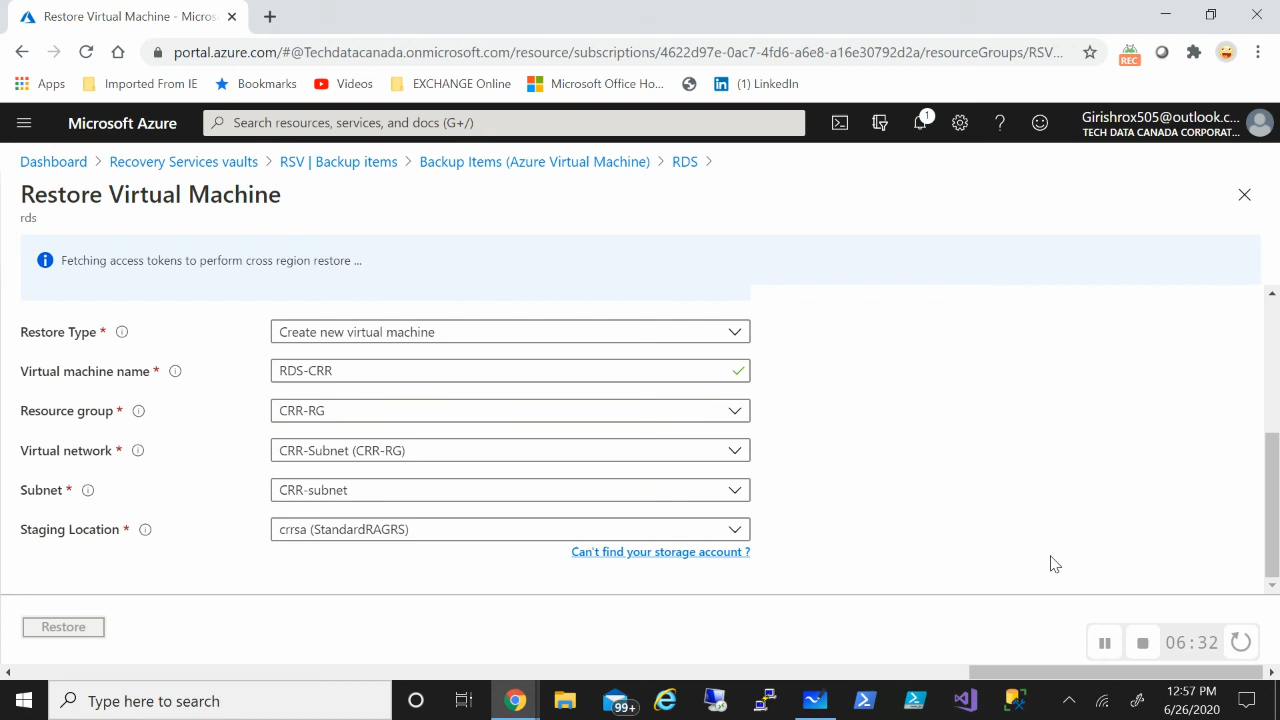 Restore Virtual Machine - Micros
portal.azure.com/#@Techdatacanada.onmicrosoft.com/resource/subscriptions/4622d97e-0ac7-4fd6-a6e8-a16e30792d2a/resourceGroups/RSV...
REC
Apps
Imported From IE
Bookmarks
Videos
EXCHANGE Online
Microsoft Office Ho...
(1) LinkedIn
Microsoft Azure
Search resources, services, and docs (G+/)
1
Girishrox505@outlook.c...
TECH DATA CANADA CORPORAT...
Dashboard > Recovery Services vaults > RSV | Backup items > Backup Items (Azure Virtual Machine) > RDS >
Restore Virtual Machine
rds
Fetching access tokens to perform cross region restore ...
Restore Type * Create new virtual machine
Virtual machine name * RDS-CRR
Resource group * CRR-RG
Virtual network * CRR-Subnet (CRR-RG)
Subnet * CRR-subnet
Staging Location * crrsa (StandardRAGRS)
Can't find your storage account ?
Restore
06:32
Type here to search
99+
12:57 PM
6/26/2020